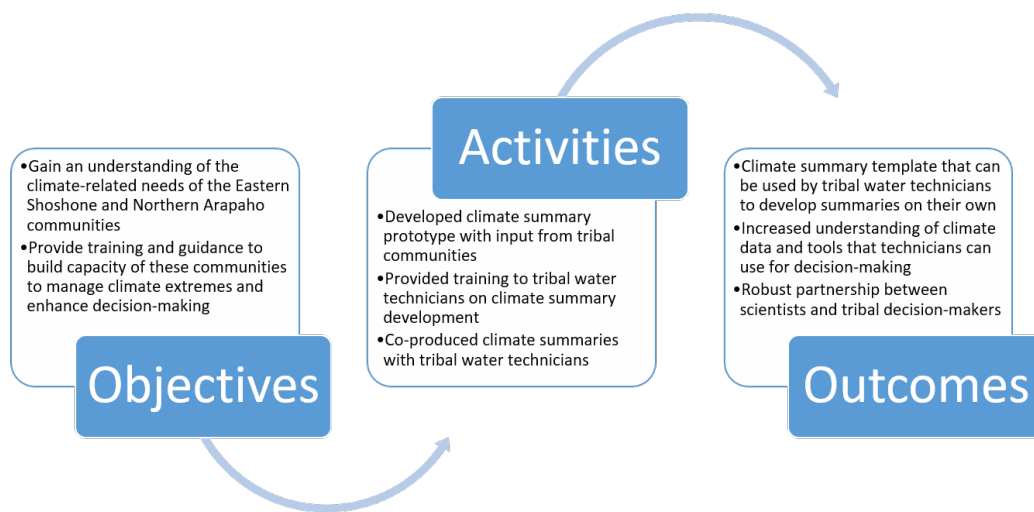 •Gain an understanding of the
climate-related needs of the Eastern
Shoshone and Northern Arapaho
communities
•Provide training and guidance to
build capacity of these communities
to manage climate extremes and
enhance decision-making
Objectives
Activities
•Developed climate summary
prototype with input from tribal
communities
•Provided training to tribal water
technicians on climate summary
development
•Co-produced climate summaries
with tribal water technicians
•Climate summary template that can
be used by tribal water technicians
to develop summaries on their own
•Increased understanding of climate
data and tools that technicians can
use for decision-making
•Robust partnership between
scientists and tribal decision-makers
Outcomes